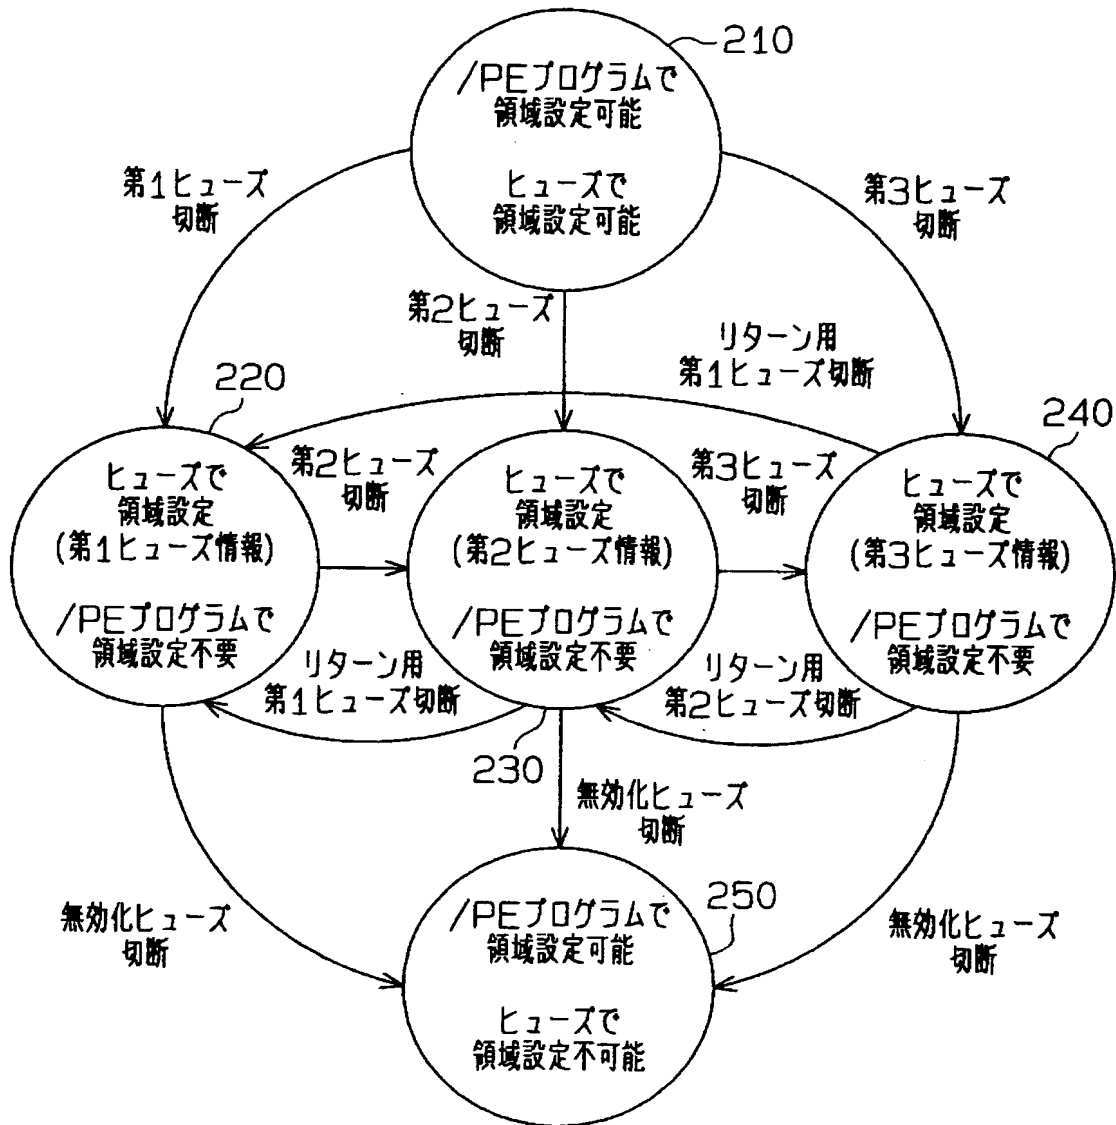 210
/PEプログラムで
領域設定可能
ヒューズで
領域設定可能
第1ヒューズ
切断
第3ヒューズ
切断
第2ヒューズ
切断
リターン用
第1ヒューズ切断
220
240
ヒューズで
領域設定
(第1ヒューズ情報)
/PEプログラムで
領域設定不要
第2ヒューズ
切断
ヒューズで
領域設定
(第2ヒューズ情報)
/PEプログラムで
領域設定不要
第3ヒューズ
切断
ヒューズで
領域設定
(第3ヒューズ情報)
/PEプログラムで
領域設定不要
リターン用
第1ヒューズ切断
リターン用
第2ヒューズ切断
230
無効化ヒューズ
切断
無効化ヒューズ
切断
無効化ヒューズ
切断
250
/PEプログラムで
領域設定可能
ヒューズで
領域設定不可能